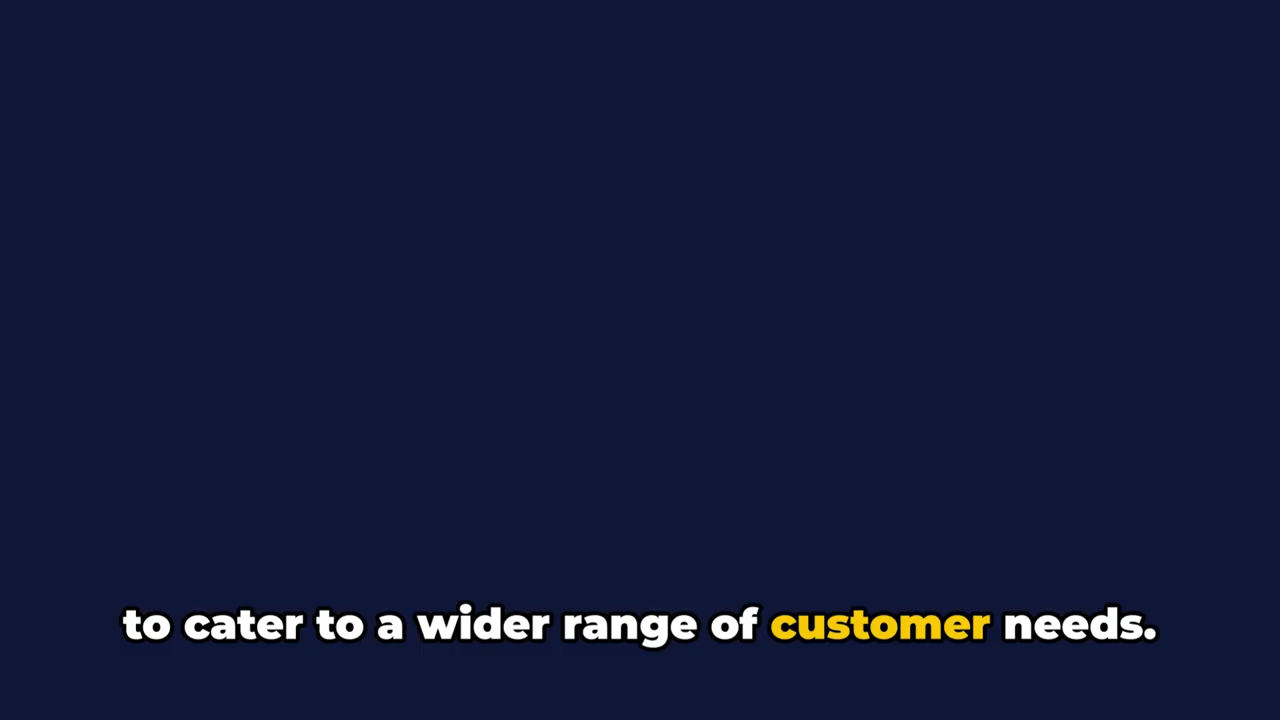 to cater to a wider range of customer needs.